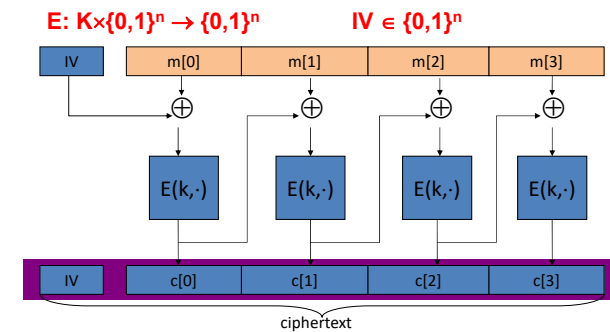 E: K×{0,1}ⁿ → {0,1}ⁿ IV ∈ {0,1}ⁿ
IV m[0] m[1] m[2] m[3]
E(k,·) E(k,·) E(k,·) E(k,·)
IV c[0] c[1] c[2] c[3]
ciphertext